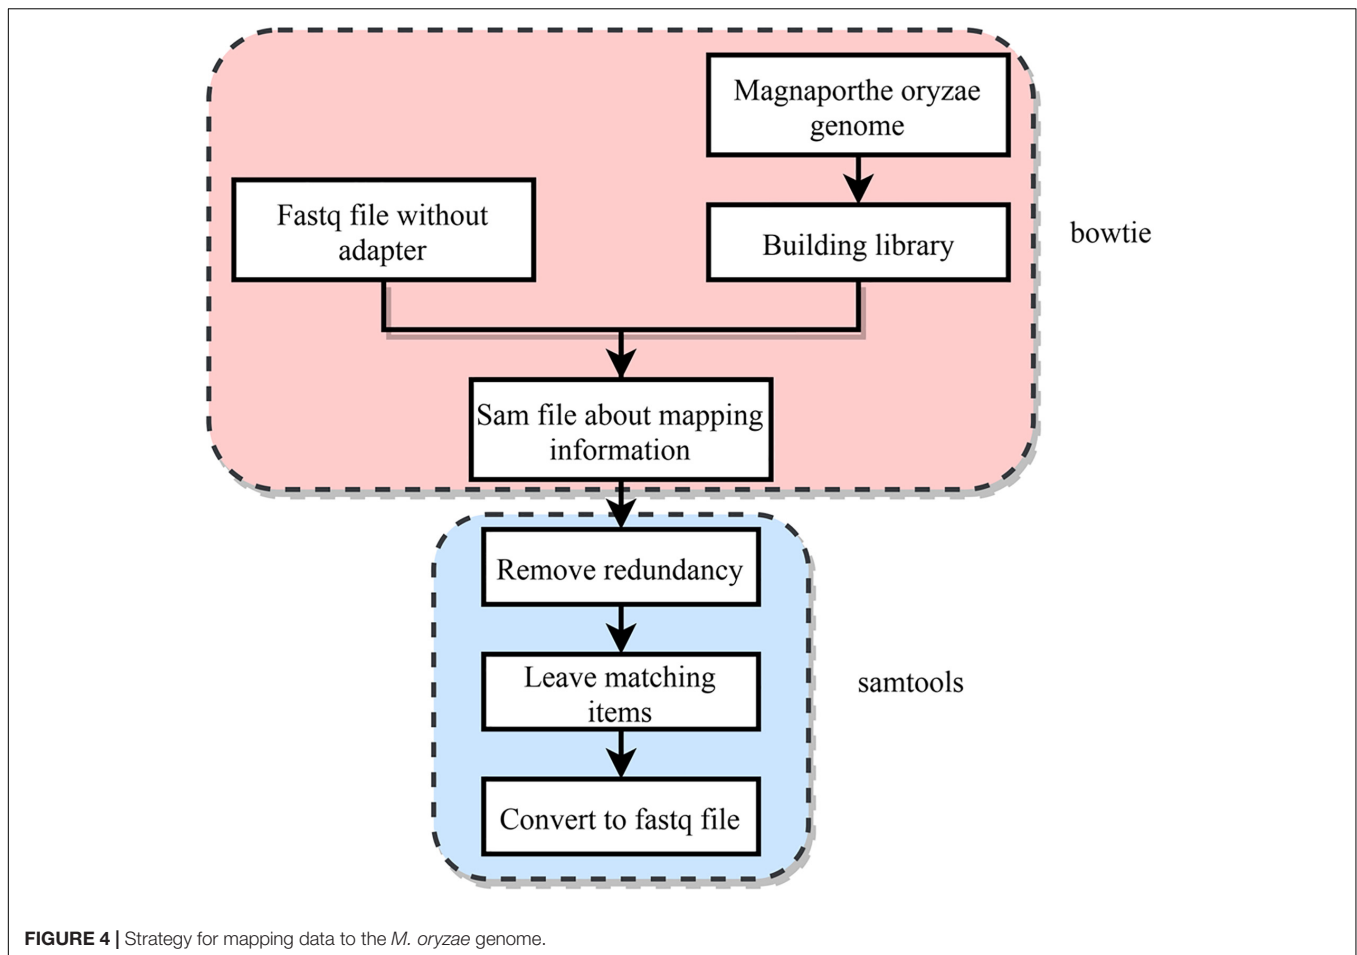 Magnaporthe oryzae
genome
Fastq file without
adapter
Building library
bowtie
Sam file about mapping
information
Remove redundancy
Leave matching
items
samtools
Convert to fastq file
FIGURE 4 | Strategy for mapping data to the M. oryzae genome.